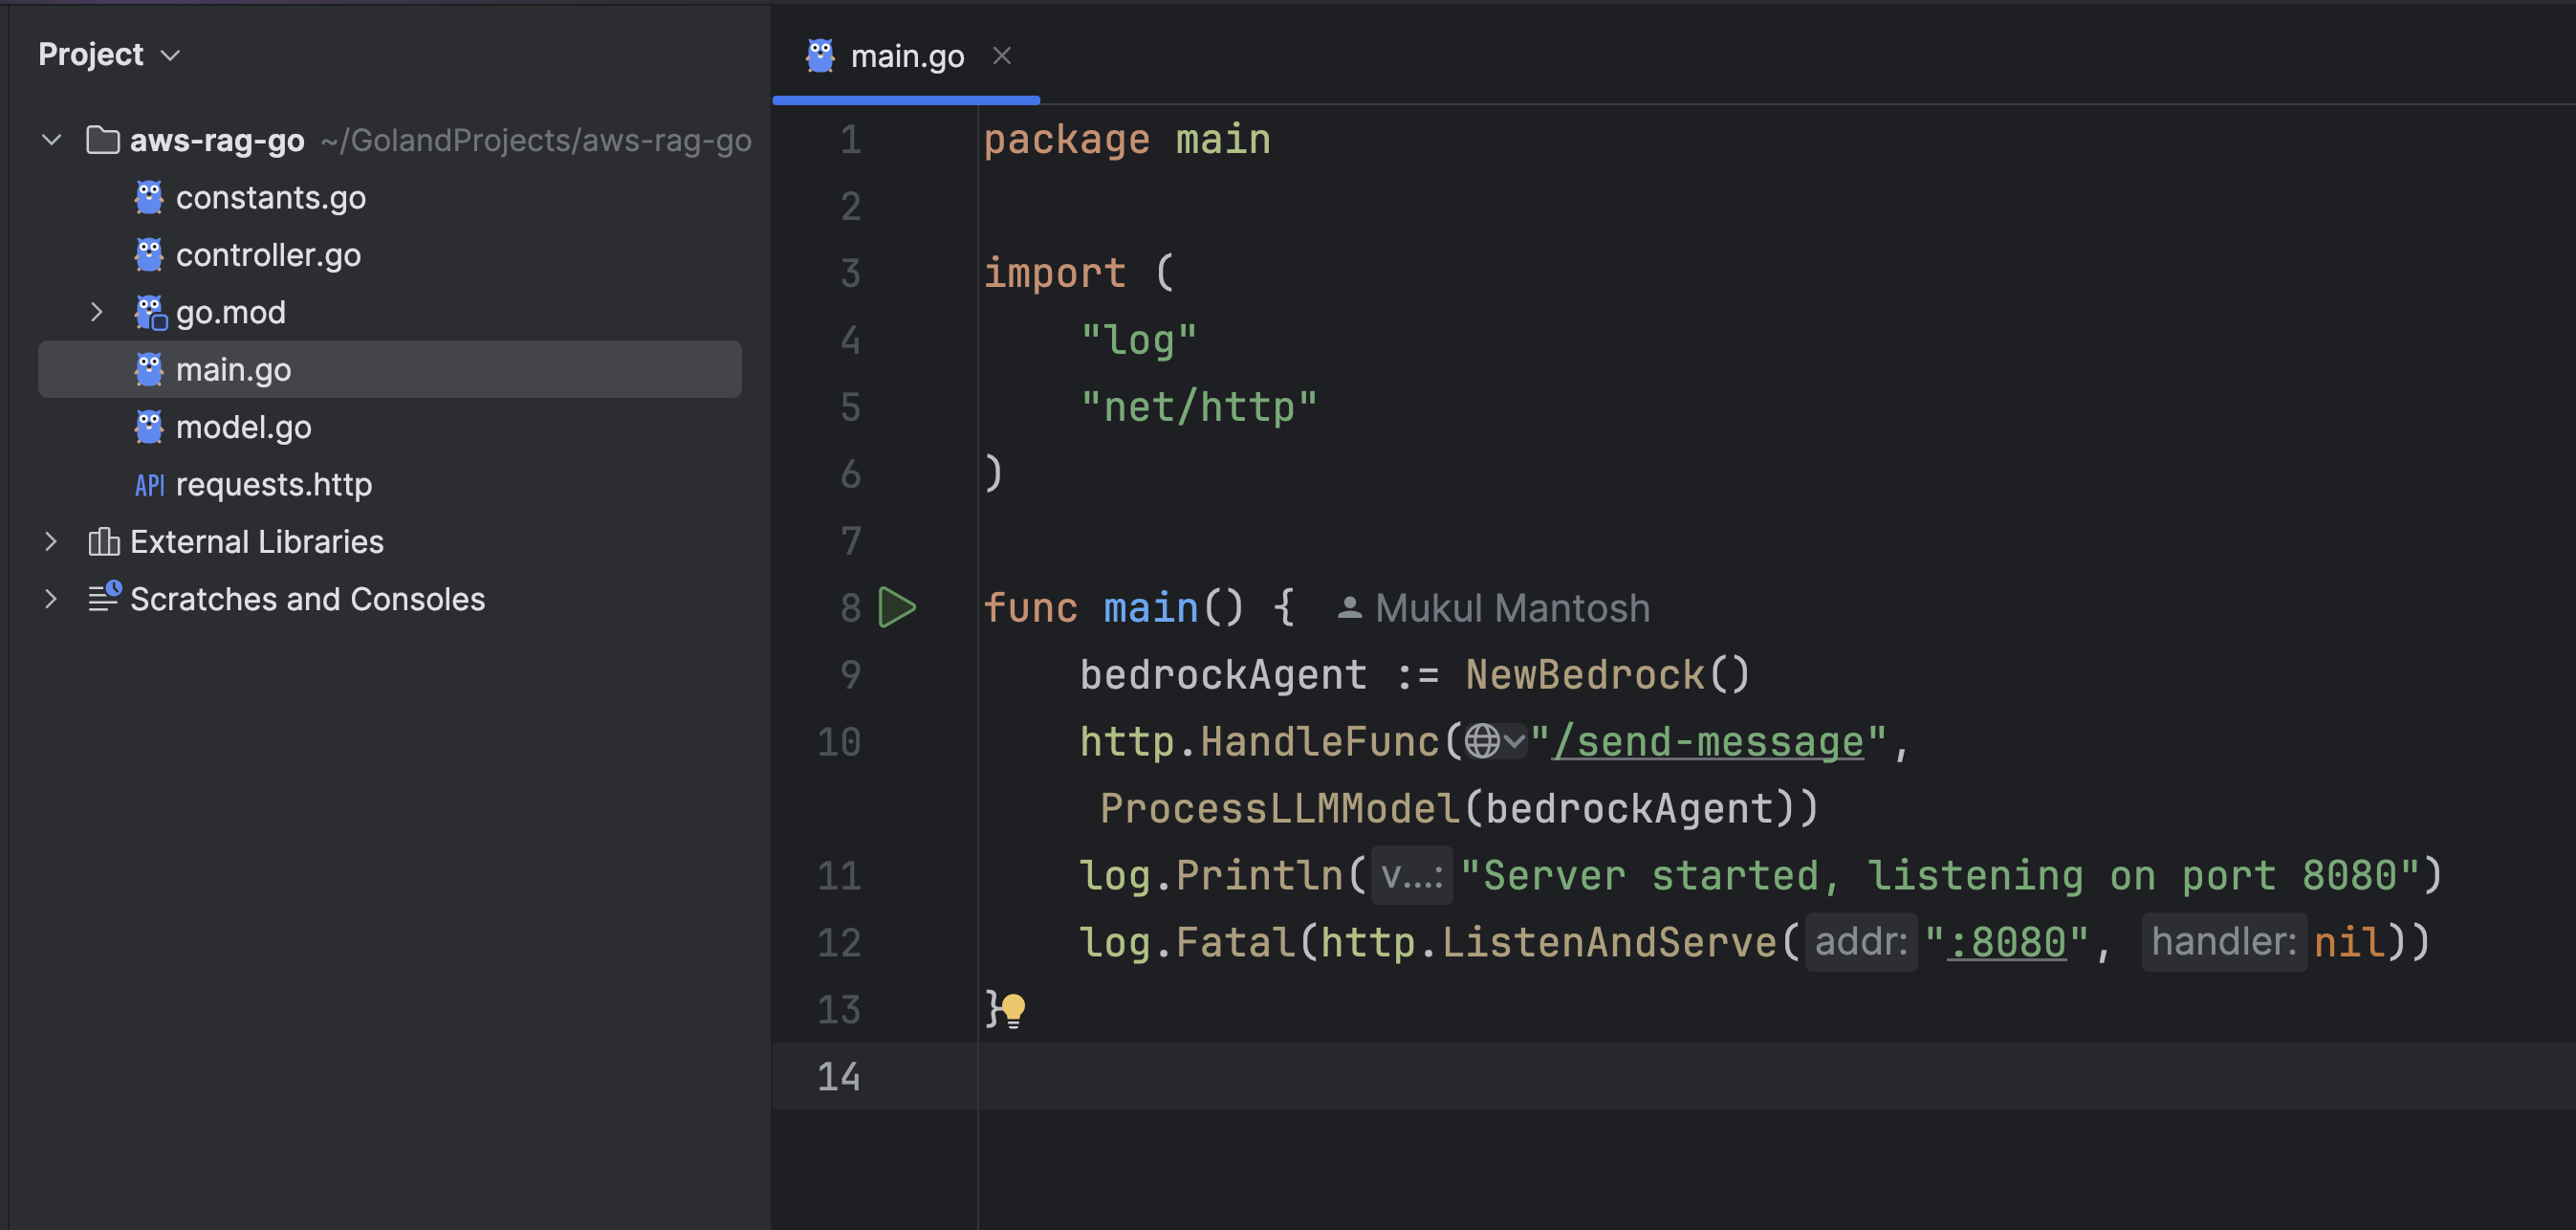 Project
aws-rag-go ~/GolandProjects/aws-rag-go
constants.go
controller.go
go.mod
main.go
model.go
API requests.http
External Libraries
Scratches and Consoles
main.go
1 package main
2
3 import (
4 "log"
5 "net/http"
6 )
7
8 func main() { Mukul Mantosh
9 bedrockAgent := NewBedrock()
10 http.HandleFunc("/send-message",
ProcessLLMModel(bedrockAgent))
11 log.Println( v...: "Server started, listening on port 8080")
12 log.Fatal(http.ListenAndServe( addr: ":8080", handler: nil))
13 }
14